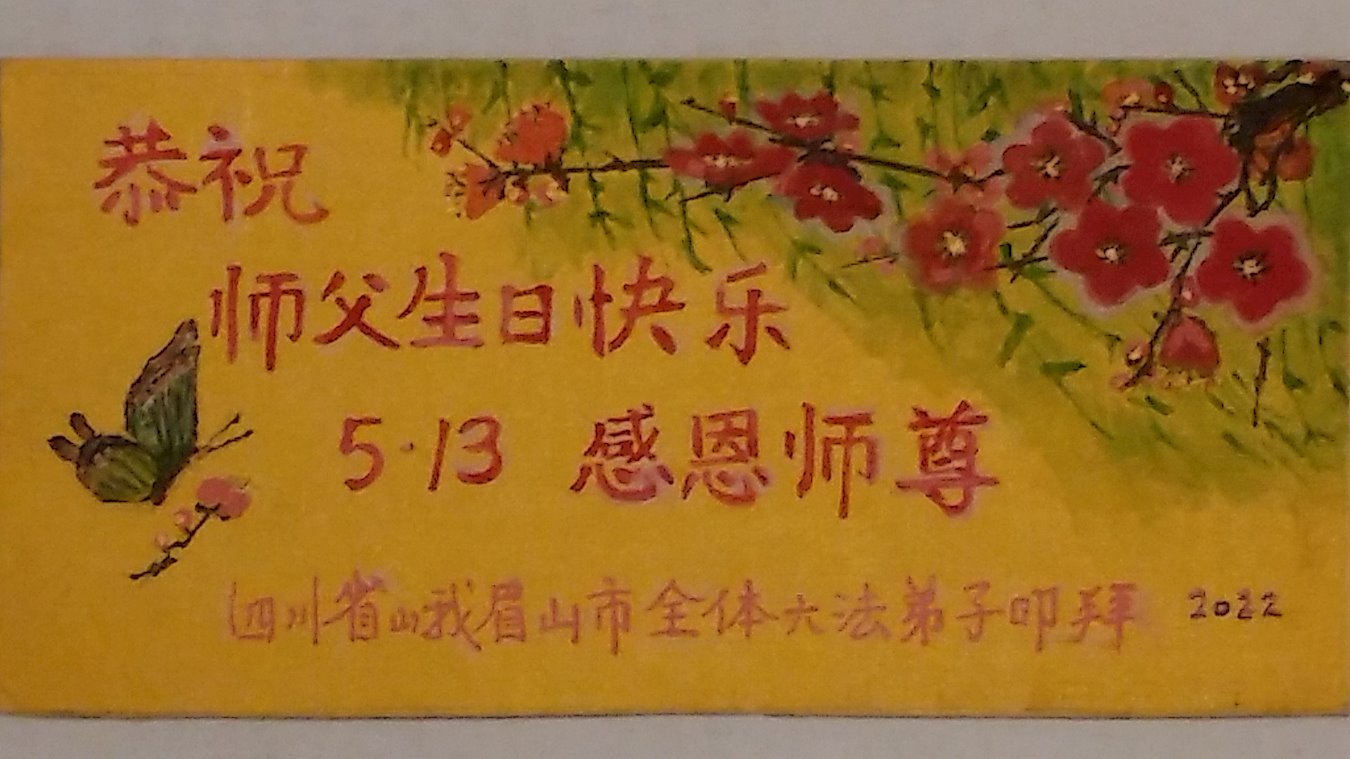 恭祝
师父生日快乐
5·13 感恩师尊
四川省峨眉山市全体大法弟子叩拜 2022